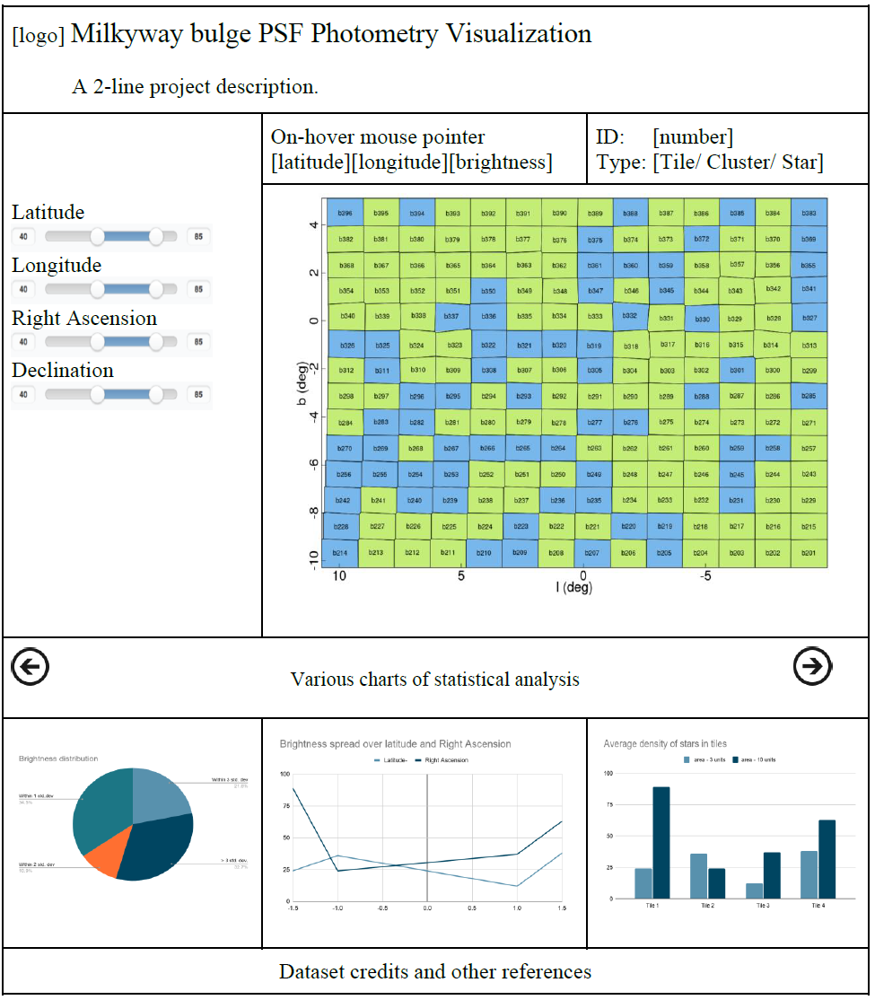 [logo] Milkyway bulge PSF Photometry Visualization
A 2-line project description.
On-hover mouse pointer
[latitude][longitude][brightness]
ID: [number]
Type: [Tile/ Cluster/ Star]
Latitude
40 85
Longitude
40 85
Right Ascension
40 85
Declination
40 85
b396 b395 b394 b393 b392 b391 b390 b389 b388 b387 b386 b385 b384 b383
b382 b381 b380 b379 b378 b377 b376 b375 b374 b373 b372 b371 b370 b369
b368 b367 b366 b365 b364 b363 b362 b361 b360 b359 b358 b357 b356 b355
b354 b353 b352 b351 b350 b349 b348 b347 b346 b345 b344 b343 b342 b341
b340 b339 b338 b337 b336 b335 b334 b333 b332 b331 b330 b329 b328 b327
b326 b325 b324 b323 b322 b321 b320 b319 b318 b317 b316 b315 b314 b313
b312 b311 b310 b309 b308 b307 b306 b305 b304 b303 b302 b301 b300 b299
b298 b297 b296 b295 b294 b293 b292 b291 b290 b289 b288 b287 b286 b285
b284 b283 b282 b281 b280 b279 b278 b277 b276 b275 b274 b273 b272 b271
b270 b269 b268 b267 b266 b265 b264 b263 b262 b261 b260 b259 b258 b257
b256 b255 b254 b253 b252 b251 b250 b249 b248 b247 b246 b245 b244 b243
b242 b241 b240 b239 b238 b237 b236 b235 b234 b233 b232 b231 b230 b229
b228 b227 b226 b225 b224 b223 b222 b221 b220 b219 b218 b217 b216 b215
b214 b213 b212 b211 b210 b209 b208 b207 b206 b205 b204 b203 b202 b201
4
2
0
-2
-4
-6
-8
-10
b (deg)
10 5 0 -5
l (deg)
Various charts of statistical analysis
Brightness distribution
Within 3 std. dev
21.8%
Within 1 std. dev
Within 2 std. dev
> 3 std. dev.
Brightness spread over latitude and Right Ascension
Latitude- Right Ascension
100
75
50
25
0
-1.5 -1.0 -0.5 0.0 0.5 1.0 1.5
Average density of stars in tiles
area - 3 units area - 10 units
100
75
50
25
0
Tile 1 Tile 2 Tile 3 Tile 4
Dataset credits and other references